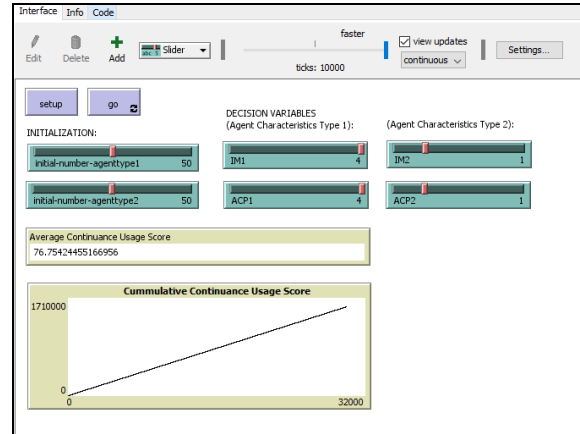 Interface Info Code
Edit Delete Add abc 5 Slider faster ticks: 10000 view updates continuous Settings...
setup go
INITIALIZATION:
DECISION VARIABLES
(Agent Characteristics Type 1):
(Agent Characteristics Type 2):
initial-number-agenttype1 50
IM1 4
IM2 1
initial-number-agenttype2 50
ACP1 4
ACP2 1
Average Continuance Usage Score
76.75424455166956
Cummulative Continuance Usage Score
1710000
0
0 32000